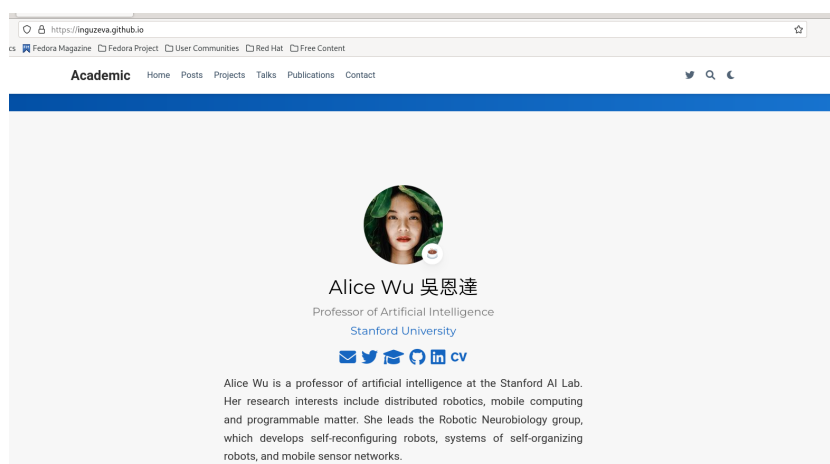 https://inguzeva.github.io
cs Fedora Magazine Fedora Project User Communities Red Hat Free Content
Academic Home Posts Projects Talks Publications Contact
Alice Wu 吳恩達
Professor of Artificial Intelligence
Stanford University
CV
Alice Wu is a professor of artificial intelligence at the Stanford AI Lab.
Her research interests include distributed robotics, mobile computing
and programmable matter. She leads the Robotic Neurobiology group,
which develops self-reconfiguring robots, systems of self-organizing
robots, and mobile sensor networks.